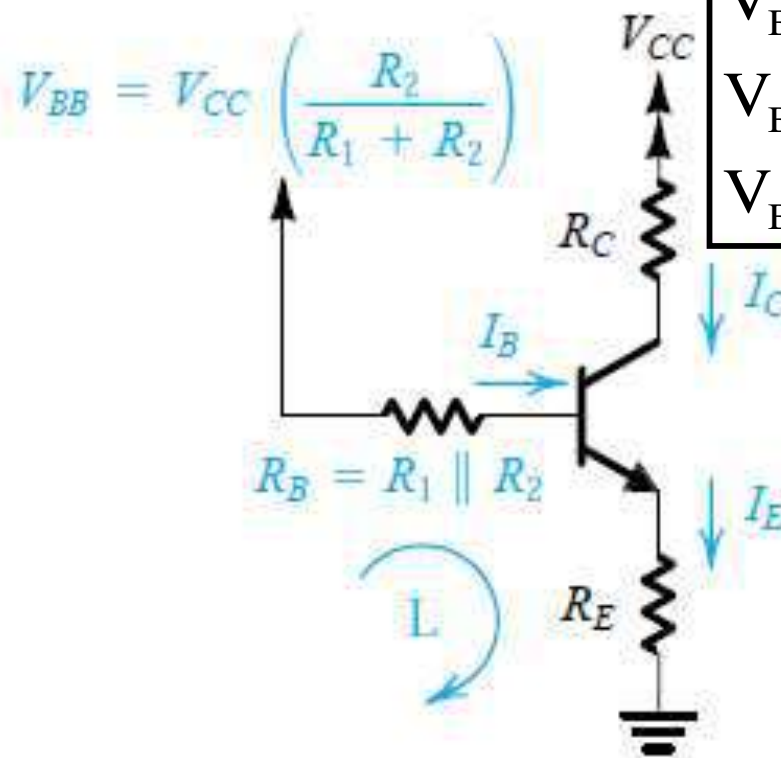 V_CC
V_BB = V_CC (R_2 / (R_1 + R_2))
V
V
V
R_C
I_C
I_B
R_B = R_1 || R_2
I_E
L
R_E